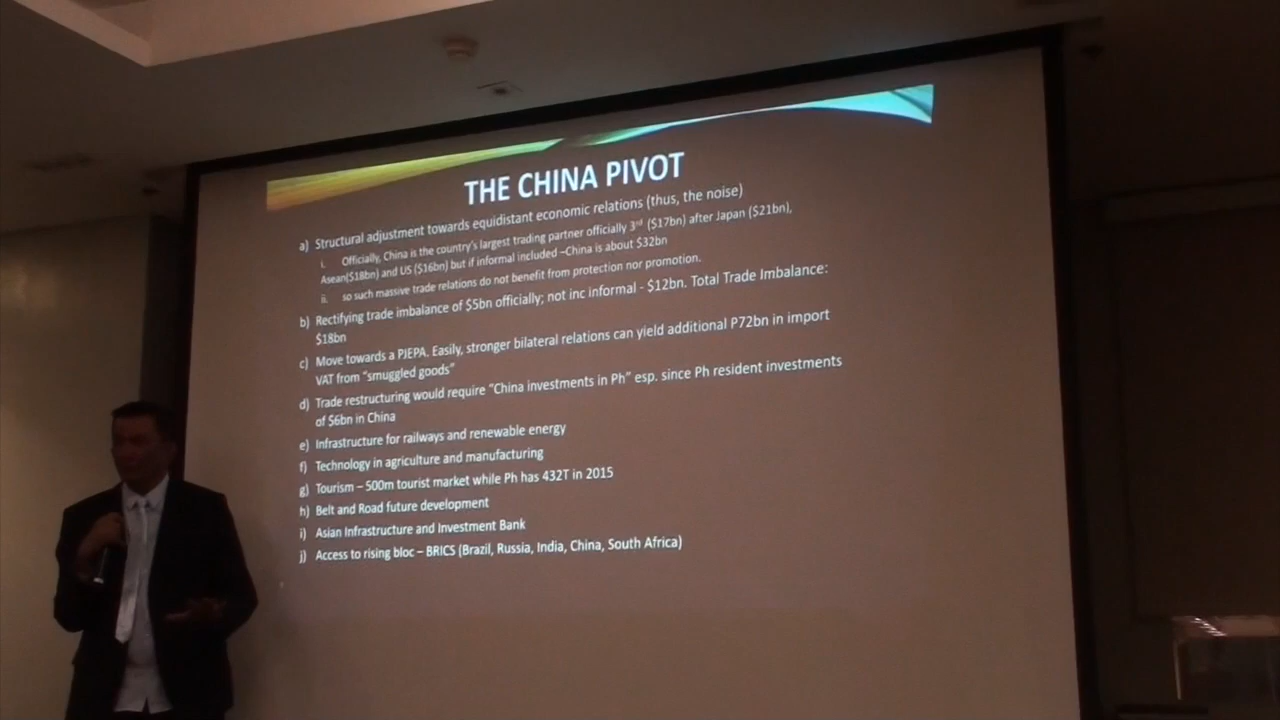 THE CHINA PIVOT
a) Structural adjustment towards equidistant economic relations (thus, the noise)
i. Officially, China is the country's largest trading partner officially 3rd ($17bn) after Japan ($21bn),
Asean($18bn) and US ($16bn) but if informal included –China is about $32bn
ii. so such massive trade relations do not benefit from protection nor promotion.
b) Rectifying trade imbalance of $5bn officially; not inc informal - $12bn. Total Trade Imbalance:
$18bn
c) Move towards a PJEPA. Easily, stronger bilateral relations can yield additional P72bn in import
VAT from "smuggled goods"
d) Trade restructuring would require "China investments in Ph" esp. since Ph resident investments
of $6bn in China
e) Infrastructure for railways and renewable energy
f) Technology in agriculture and manufacturing
g) Tourism – 500m tourist market while Ph has 432T in 2015
h) Belt and Road future development
i) Asian Infrastructure and Investment Bank
j) Access to rising bloc – BRICS (Brazil, Russia, India, China, South Africa)